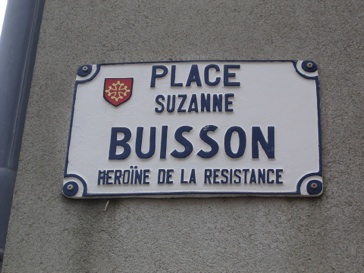 PLACE
SUZANNE
BUISSON
HEROÏNE DE LA RESISTANCE